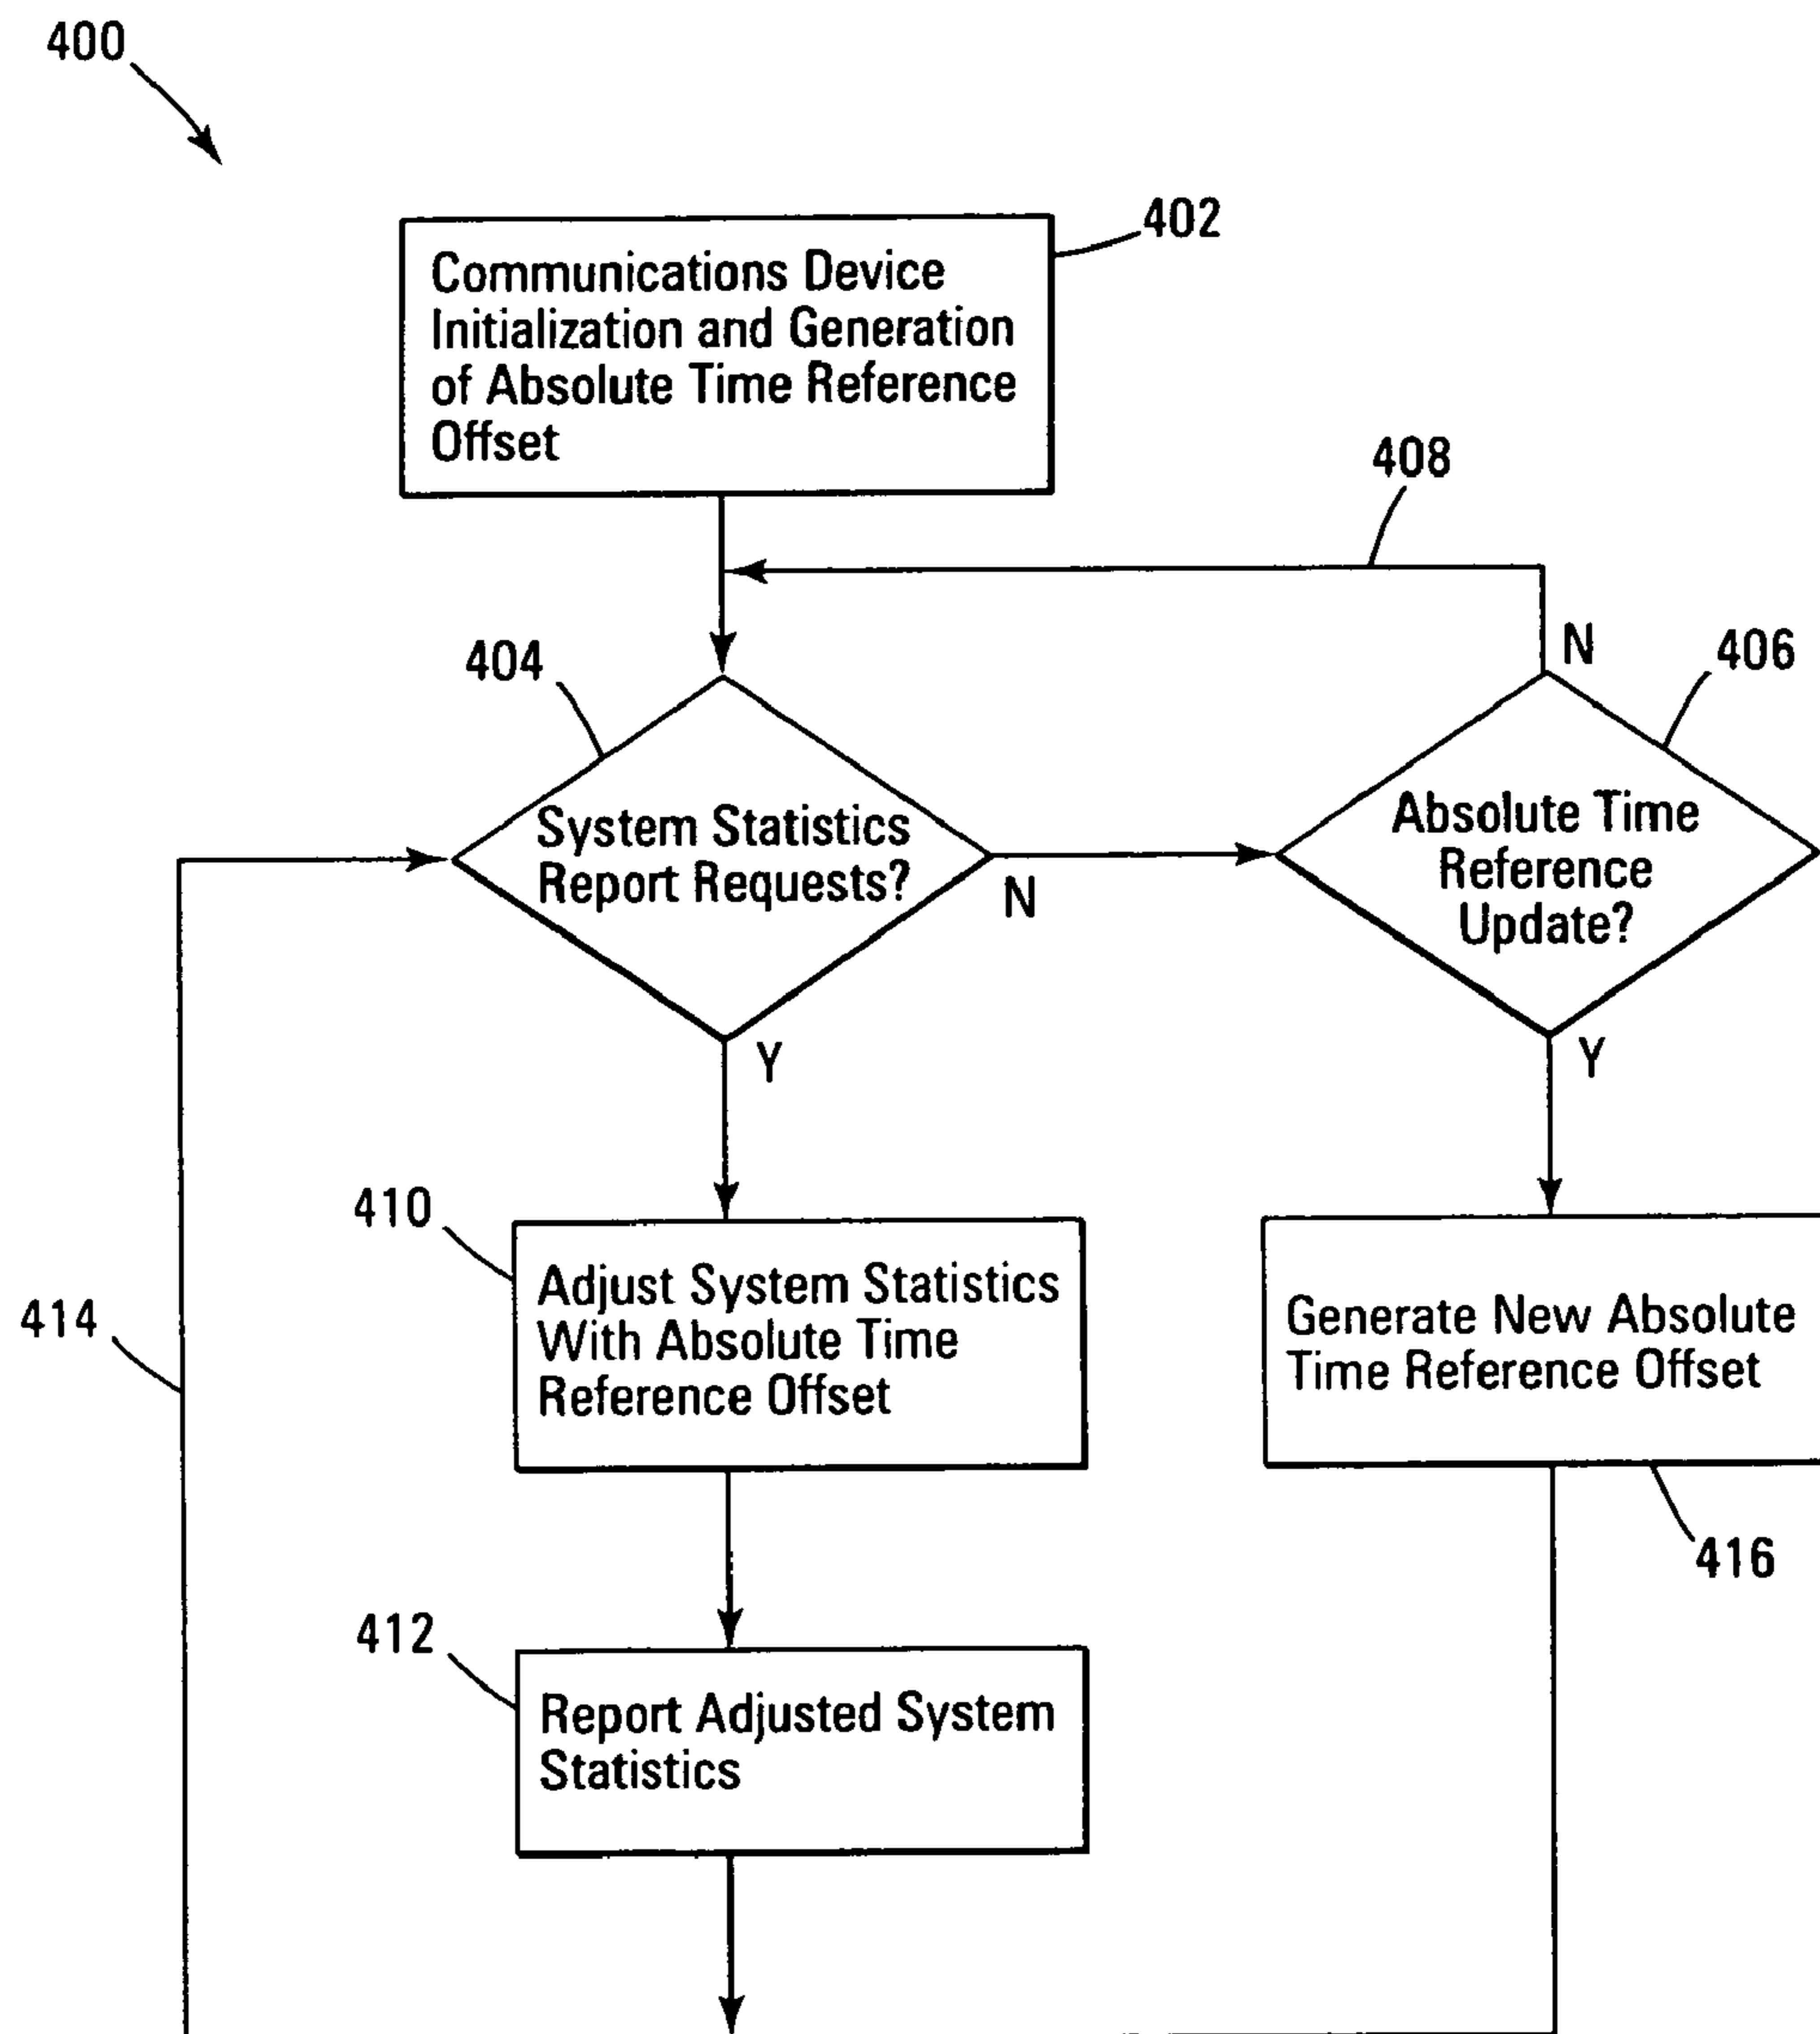 400
402
Communications Device
Initialization and Generation
of Absolute Time Reference
Offset
408
404
N
406
System Statistics
Report Requests?
N
Absolute Time
Reference
Update?
Y
Y
410
Adjust System Statistics
With Absolute Time
Reference Offset
414
Generate New Absolute
Time Reference Offset
416
412
Report Adjusted System
Statistics